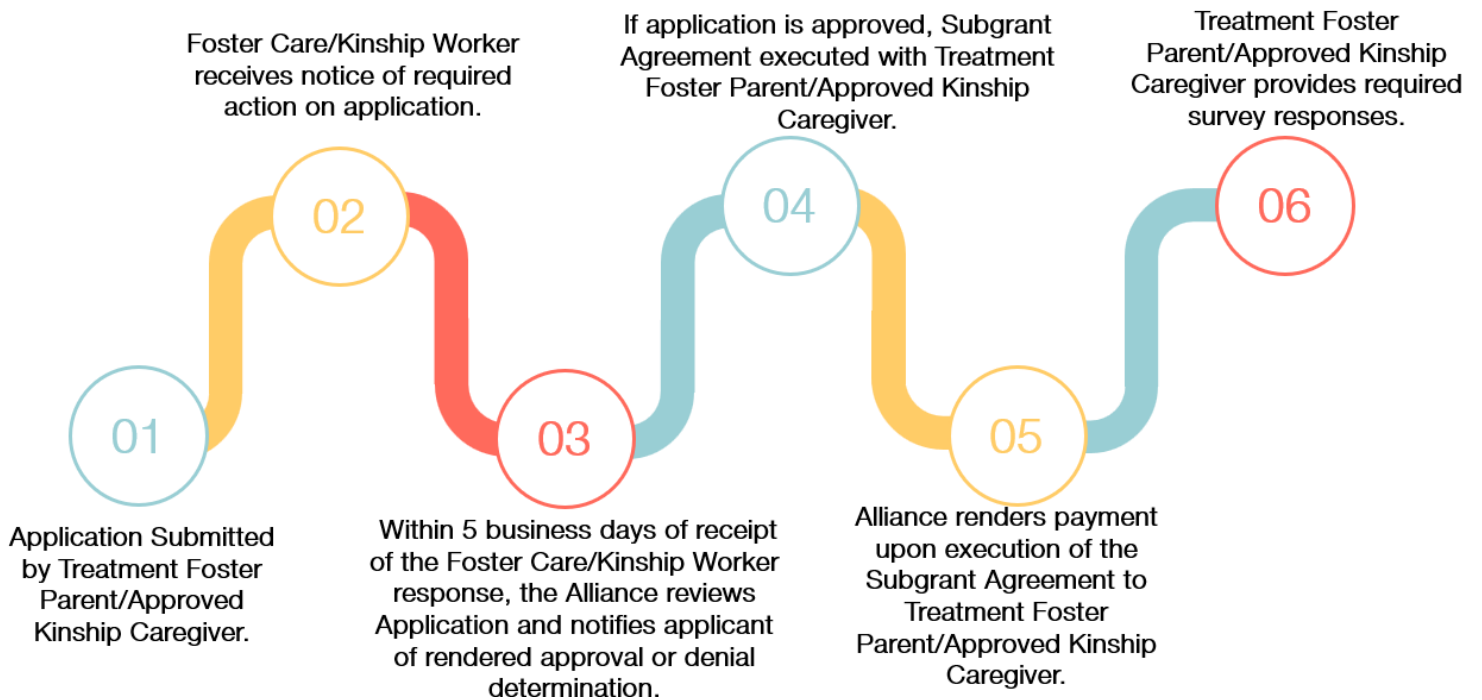 01
Application Submitted
by Treatment Foster
Parent/Approved
Kinship Caregiver.
Foster Care/Kinship Worker
receives notice of required
action on application.
02
03
Within 5 business days of receipt
of the Foster Care/Kinship Worker
response, the Alliance reviews
Application and notifies applicant
of rendered approval or denial
determination.
If application is approved, Subgrant
Agreement executed with Treatment
Foster Parent/Approved Kinship
Caregiver.
04
05
Alliance renders payment
upon execution of the
Subgrant Agreement to
Treatment Foster
Parent/Approved Kinship
Caregiver.
Treatment Foster
Parent/Approved Kinship
Caregiver provides required
survey responses.
06